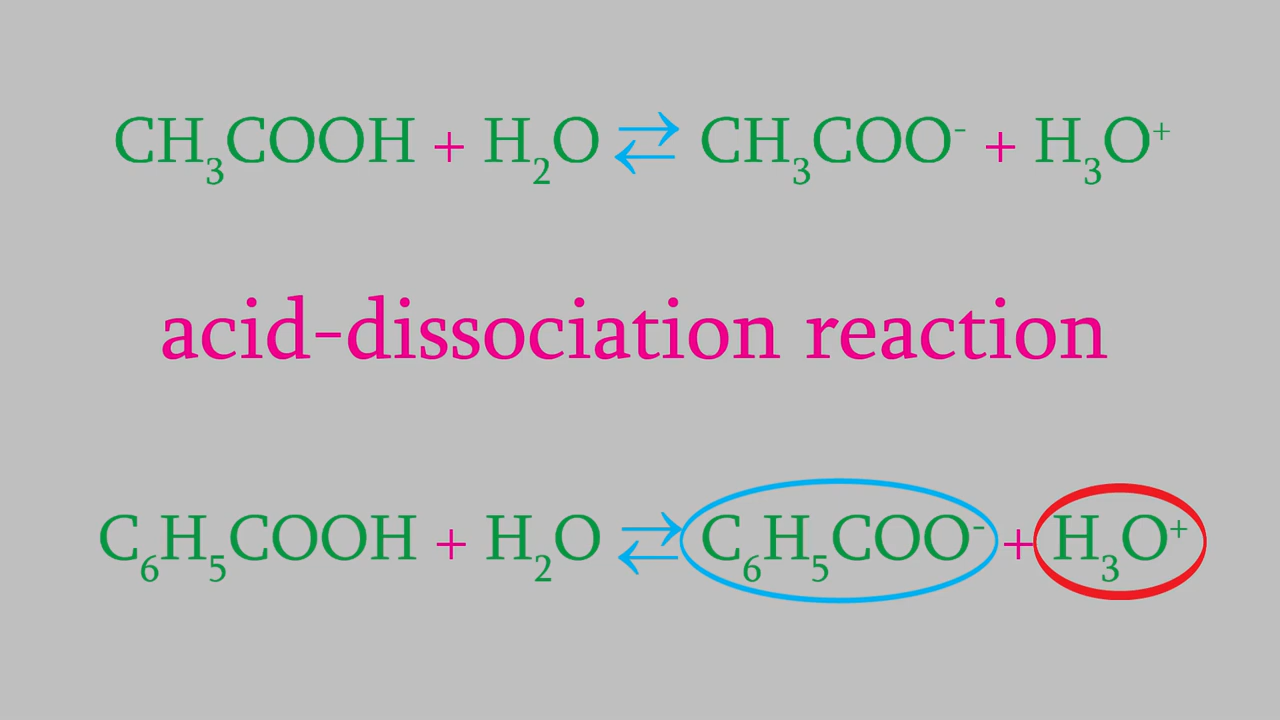 CH₃COOH + H₂O ⇄ CH₃COO⁻ + H₃O⁺
acid-dissociation reaction
C₆H₅COOH + H₂O ⇄ C₆H₅COO⁻ + H₃O⁺